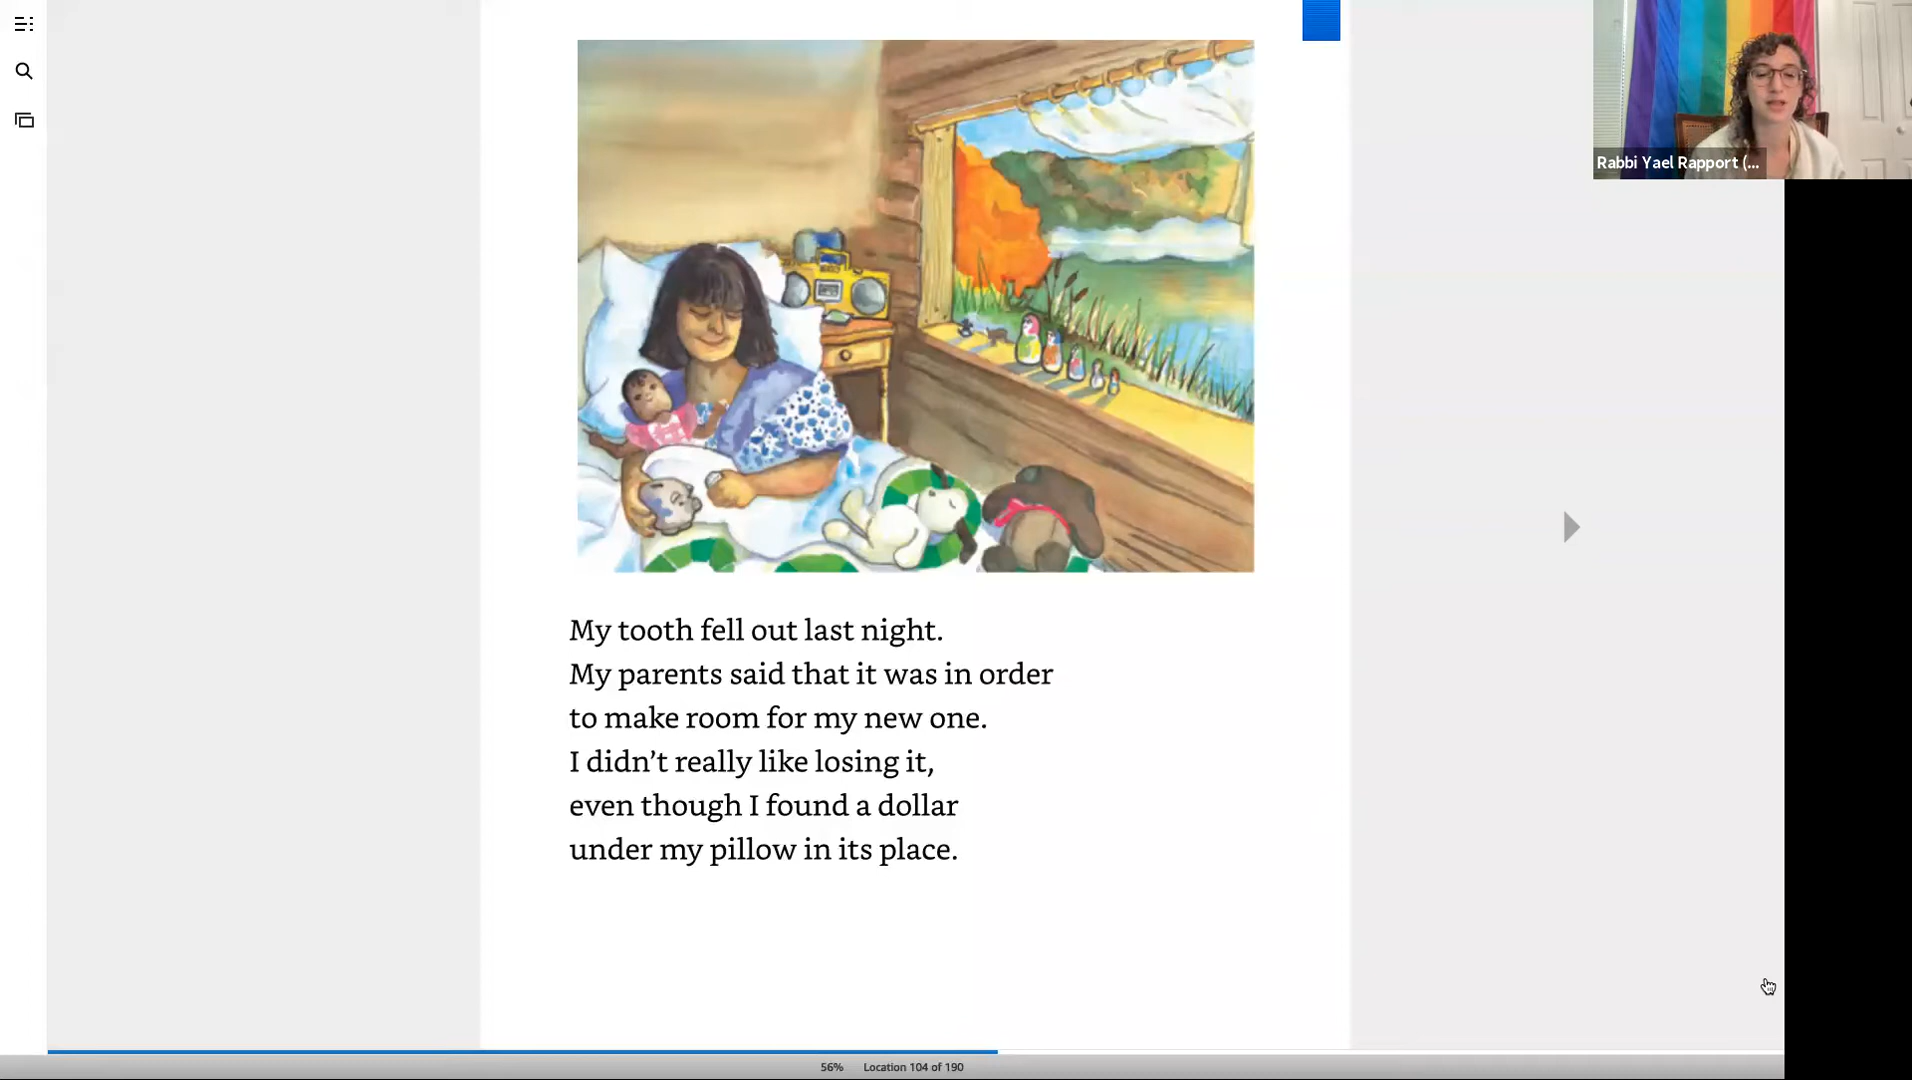 Rabbi Yael Rapport (...
My tooth fell out last night.
My parents said that it was in order
to make room for my new one.
I didn't really like losing it,
even though I found a dollar
under my pillow in its place.
56% Location 104 of 190